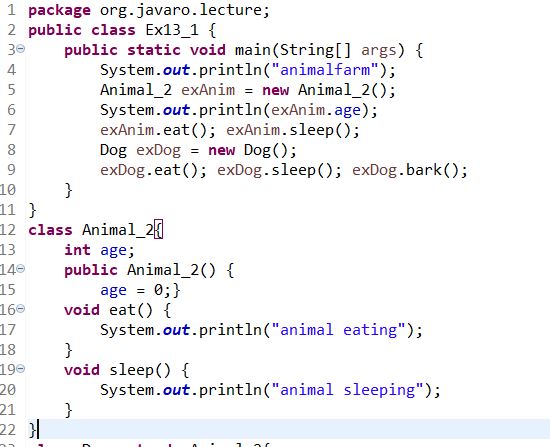 1 package org.javaro.lecture;
2 public class Ex13_1 {
3     public static void main(String[] args) {
4         System.out.println("animalfarm");
5         Animal_2 exAnim = new Animal_2();
6         System.out.println(exAnim.age);
7         exAnim.eat(); exAnim.sleep();
8         Dog exDog = new Dog();
9         exDog.eat(); exDog.sleep(); exDog.bark();
10     }
11 }
12 class Animal_2{
13     int age;
14     public Animal_2() {
15         age = 0;}
16     void eat() {
17         System.out.println("animal eating");
18     }
19     void sleep() {
20         System.out.println("animal sleeping");
21     }
22 }